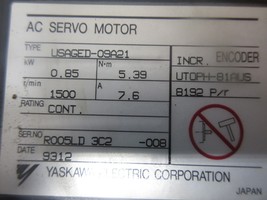 AC SERVO MOTOR
TYPE USAGED-09A21
kW 0.85 N·m 5.39
r/min 1500 A 7.6
RATING CONT.
INCR. ENCODER
UTOPH-81AUS
8192 P/r
SER.NO R005LD 3C2 -008
DATE 9312
YASKAWA ELECTRIC CORPORATION
JAPAN